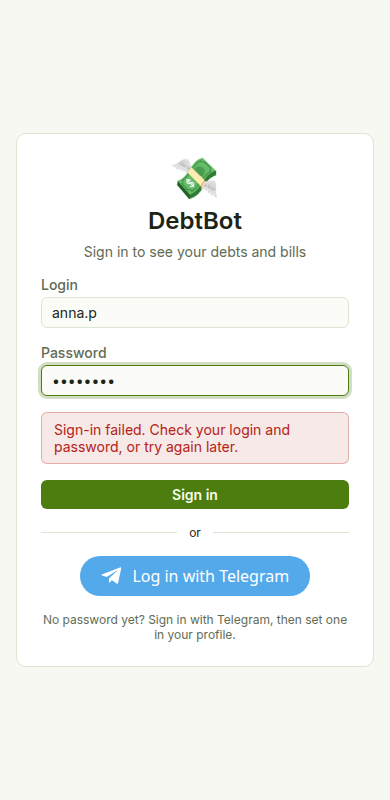 DebtBot
Sign in to see your debts and bills
Login
anna.p
Password
••••••••
Sign-in failed. Check your login and
password, or try again later.
Sign in
or
Log in with Telegram
No password yet? Sign in with Telegram, then set one
in your profile.